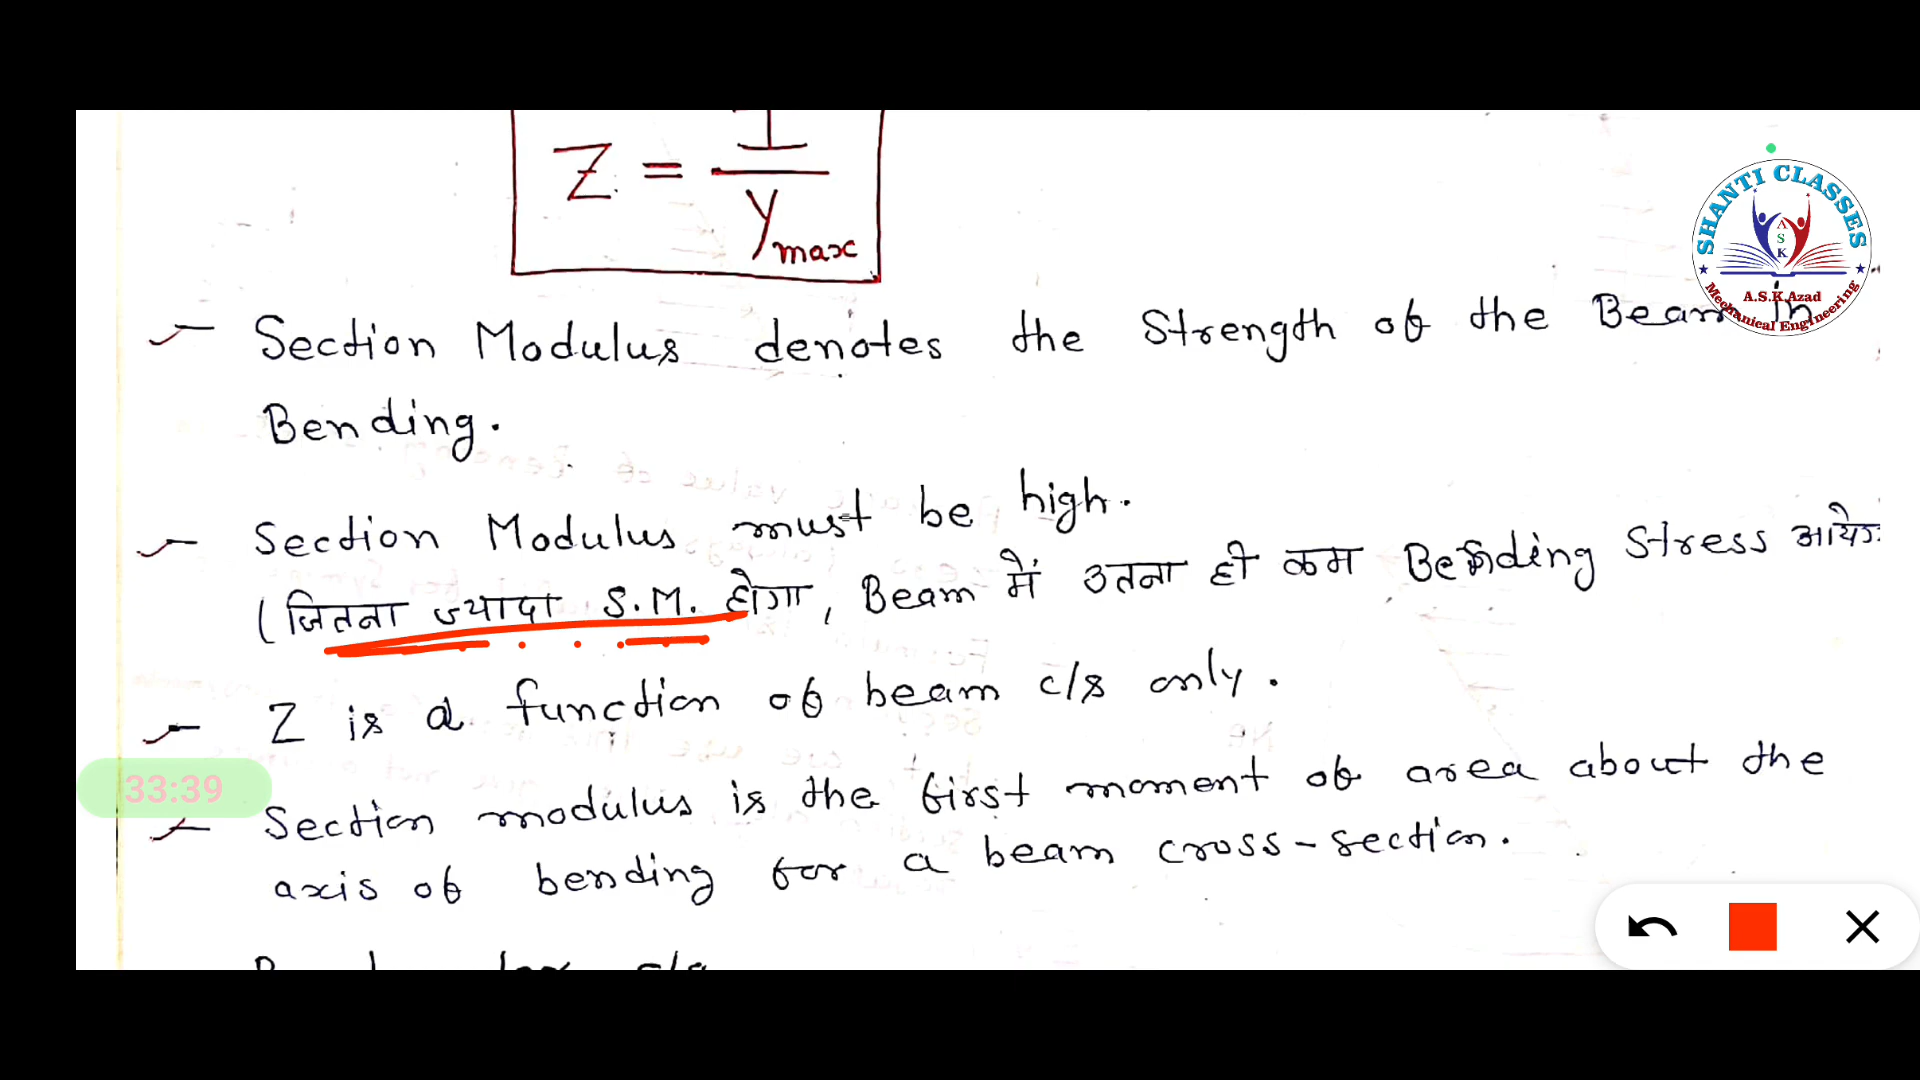 Z = I / ymax
SHANTI CLASSES
ASK
A.S.K.Azad
Mechanical Engineering
Section Modulus denotes the Strength of the Beam in
Bending.
Section Modulus must be high.
(जितना ज्यादा S.M. होगा, Beam में उतना ही कम Bending Stress
Z is a function of beam c/s only.
33:39
Section modulus is the first moment of area about the
axis of bending for a beam cross-section.